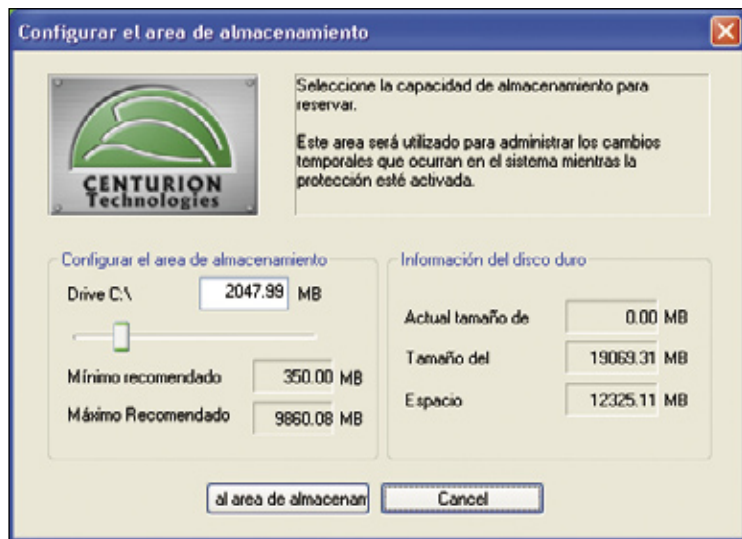 Configurar el area de almacenamiento
CENTURION
Technologies
Seleccione la capacidad de almacenamiento para
reservar.
Este area será utilizado para administrar los cambios
temporales que ocurran en el sistema mientras la
protección esté activada.
Configurar el area de almacenamiento
Drive C:\ 2047.99 MB
Mínimo recomendado 350.00 MB
Máximo Recomendado 9860.08 MB
Información del disco duro
Actual tamaño de 0.00 MB
Tamaño del 19069.31 MB
Espacio 12325.11 MB
al area de almacenan
Cancel